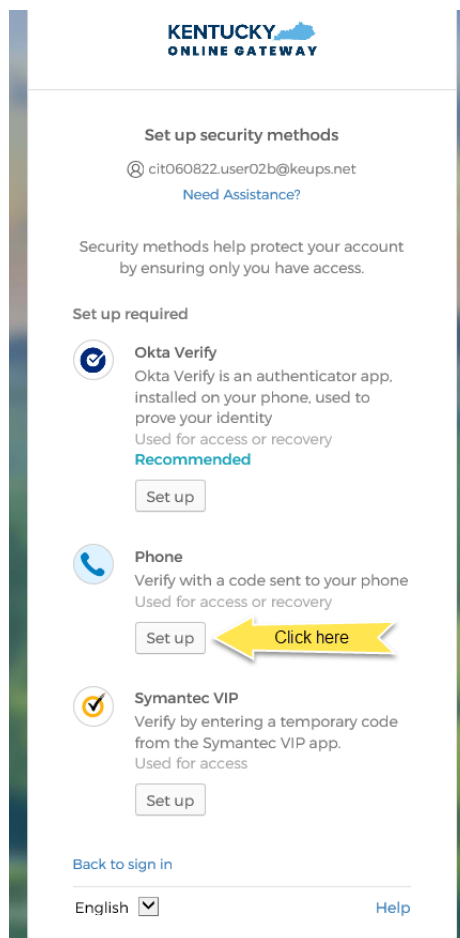 KENTUCKY
ONLINE GATEWAY
Set up security methods
cit060822.user02b@keups.net
Need Assistance?
Security methods help protect your account
by ensuring only you have access.
Set up required
Okta Verify
Okta Verify is an authenticator app,
installed on your phone, used to
prove your identity
Used for access or recovery
Recommended
Set up
Phone
Verify with a code sent to your phone
Used for access or recovery
Set up
Click here
Symantec VIP
Verify by entering a temporary code
from the Symantec VIP app.
Used for access
Set up
Back to sign in
English
Help